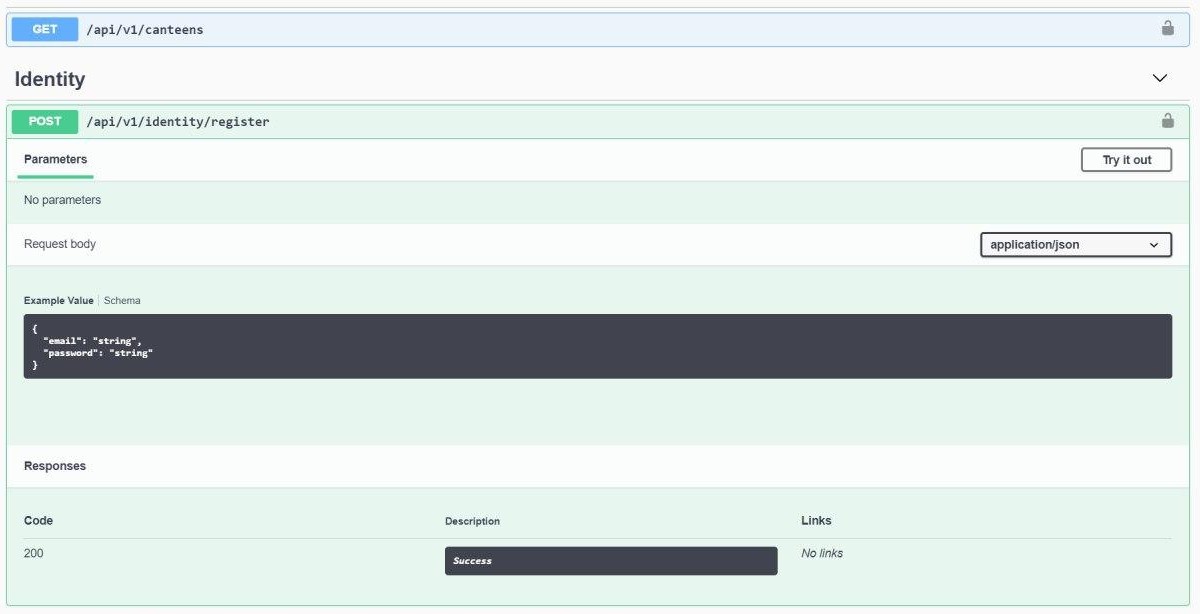 GET /api/v1/canteens
Identity
POST /api/v1/identity/register
Parameters Try it out
No parameters
Request body application/json
Example Value Schema
{
"email": "string",
"password": "string"
}
Responses
Code Description Links
200 Success No links